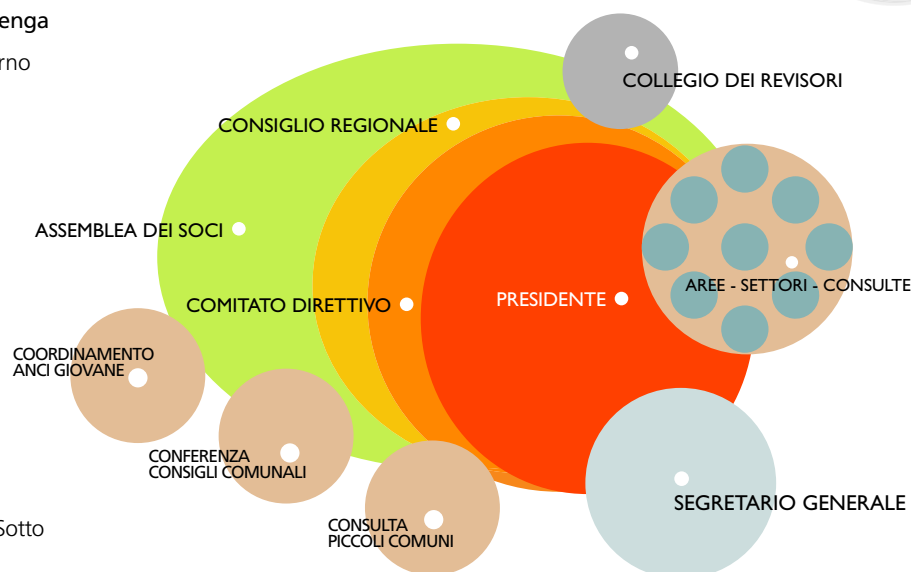 enga
rno
COLLEGIO DEI REVISORI
CONSIGLIO REGIONALE
ASSEMBLEA DEI SOCI
AREE - SETTORI - CONSULTE
COMITATO DIRETTIVO
PRESIDENTE
COORDINAMENTO
ANCI GIOVANE
CONFERENZA
CONSIGLI COMUNALI
SEGRETARIO GENERALE
CONSULTA
PICCOLI COMUNI
Sotto